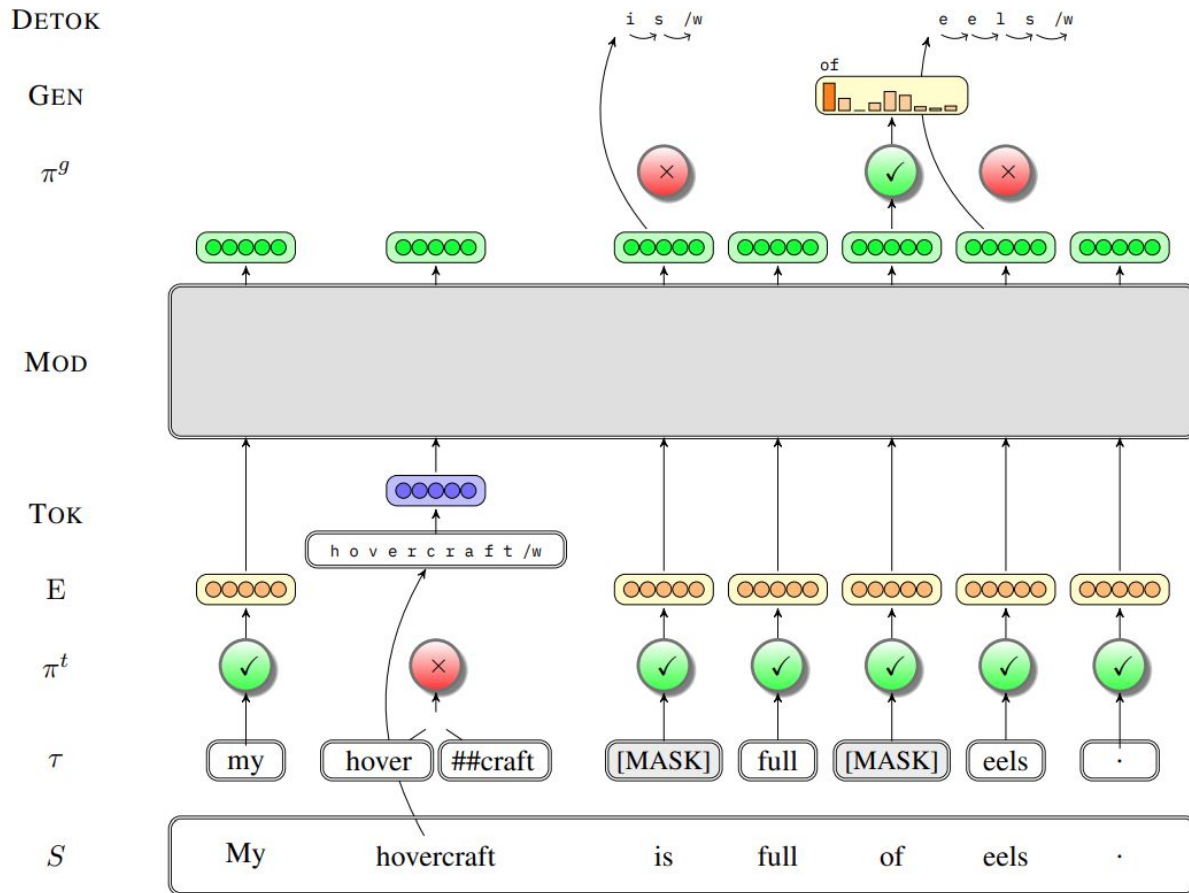 DETOK i s /w e e l s /w
of
GEN
π^g × ✓ ×
MOD
TOK
h o v e r c r a f t /w
E
π^t ✓ × ✓ ✓ ✓ ✓ ✓
τ my hover ##craft [MASK] full [MASK] eels ·
S My hovercraft is full of eels ·